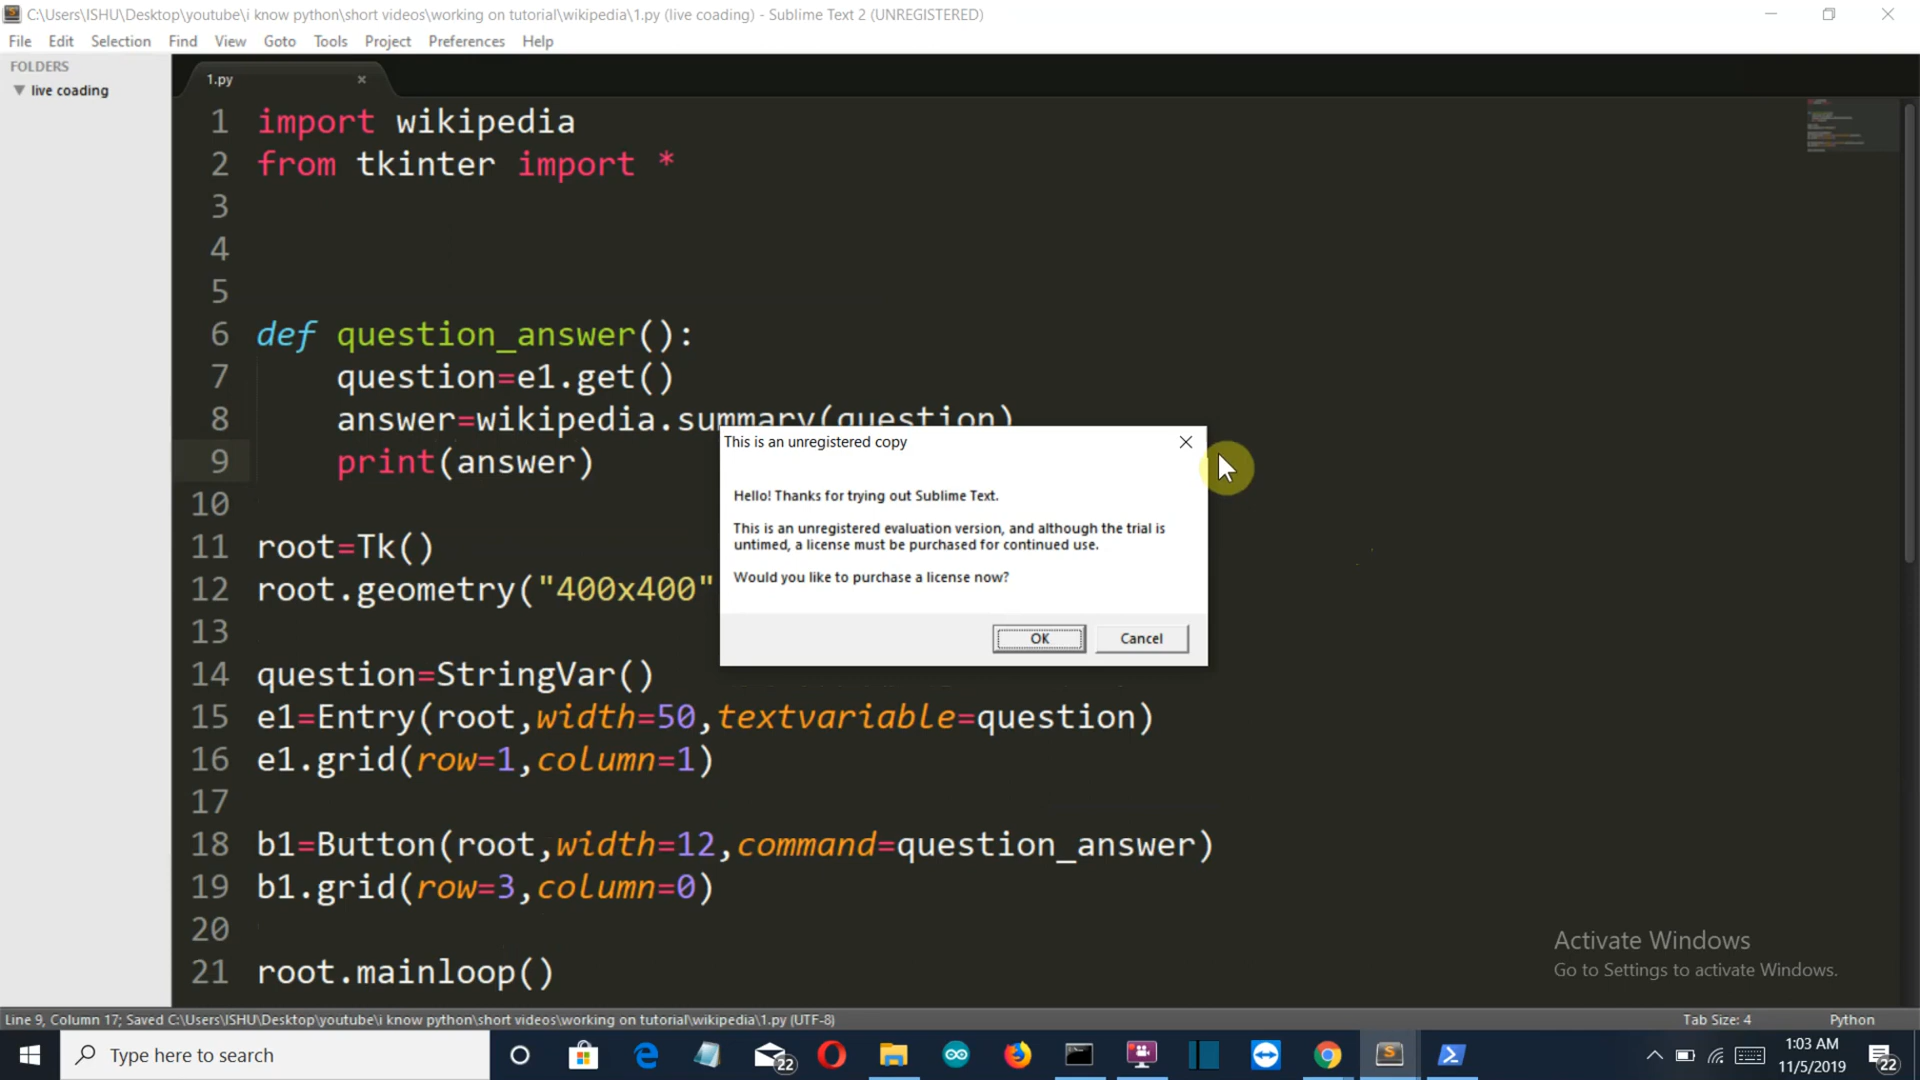 C:\Users\ISHU\Desktop\youtube\i know python\short videos\working on tutorial\wikipedia\1.py (live coading) - Sublime Text 2 (UNREGISTERED)
File Edit Selection Find View Goto Tools Project Preferences Help
FOLDERS
live coading
1.py
1 import wikipedia
2 from tkinter import *
3
4
5
6 def question_answer():
7 question=e1.get()
8 answer=wikipedia.summary(question)
9 print(answer)
10
11 root=Tk()
12 root.geometry("400x400"
13
14 question=StringVar()
15 e1=Entry(root,width=50,textvariable=question)
16 e1.grid(row=1,column=1)
17
18 b1=Button(root,width=12,command=question_answer)
19 b1.grid(row=3,column=0)
20
21 root.mainloop()
This is an unregistered copy
Hello! Thanks for trying out Sublime Text.
This is an unregistered evaluation version, and although the trial is
untimed, a license must be purchased for continued use.
Would you like to purchase a license now?
OK Cancel
Activate Windows
Go to Settings to activate Windows.
Line 9, Column 17; Saved C:\Users\ISHU\Desktop\youtube\i know python\short videos\working on tutorial\wikipedia\1.py (UTF-8)
Tab Size: 4 Python
Type here to search
22
1:03 AM
11/5/2019
22